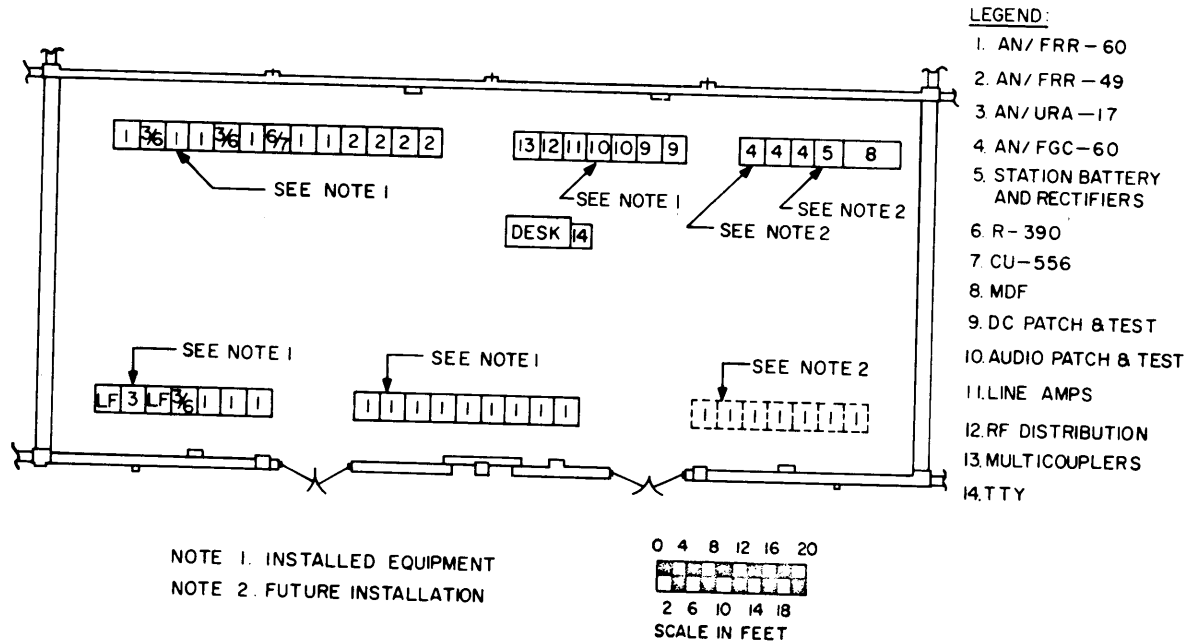 LEGEND:
1. AN/FRR-60
2. AN/FRR-49
3. AN/URA-17
4. AN/FGC-60
5. STATION BATTERY
AND RECTIFIERS
6. R-390
7. CU-556
8. MDF
9. DC PATCH & TEST
10. AUDIO PATCH & TEST
11. LINE AMPS
12. RF DISTRIBUTION
13. MULTICOUPLERS
14. TTY
1 3/6 1 1 3/6 1 6/7 1 1 2 2 2 2
SEE NOTE 1
13 12 11 10 10 9 9
SEE NOTE 1
4 4 4 5 8
SEE NOTE 2
SEE NOTE 2
DESK 14
SEE NOTE 1
LF 3 LF 3/6 1 1 1
SEE NOTE 1
1 1 1 1 1 1 1 1 1
SEE NOTE 2
1 1 1 1 1 1 1
NOTE 1. INSTALLED EQUIPMENT
NOTE 2. FUTURE INSTALLATION
0 4 8 12 16 20
2 6 10 14 18
SCALE IN FEET